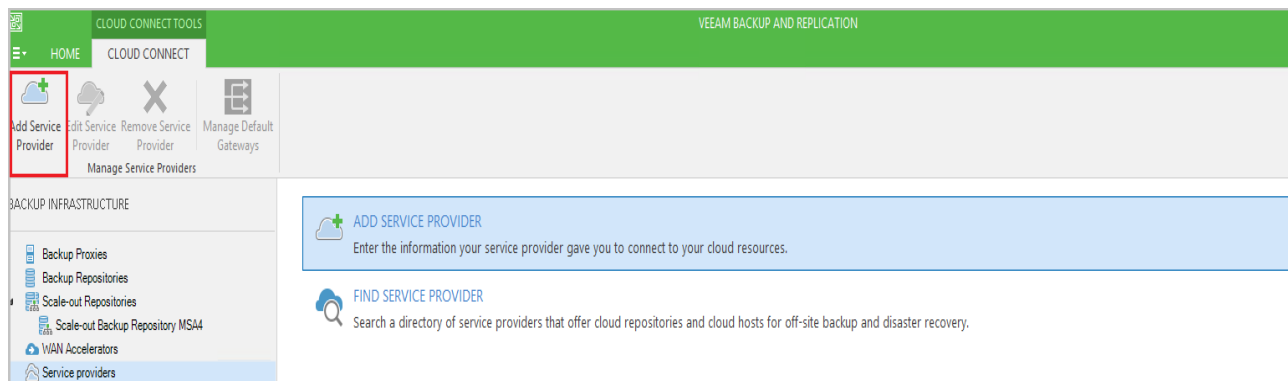 CLOUD CONNECT TOOLS
VEEAM BACKUP AND REPLICATION
HOME CLOUD CONNECT
Add Service Edit Service Remove Service Manage Default
Provider Provider Provider Gateways
Manage Service Providers
BACKUP INFRASTRUCTURE
Backup Proxies
Backup Repositories
Scale-out Repositories
Scale-out Backup Repository MSA4
WAN Accelerators
Service providers
ADD SERVICE PROVIDER
Enter the information your service provider gave you to connect to your cloud resources.
FIND SERVICE PROVIDER
Search a directory of service providers that offer cloud repositories and cloud hosts for off-site backup and disaster recovery.